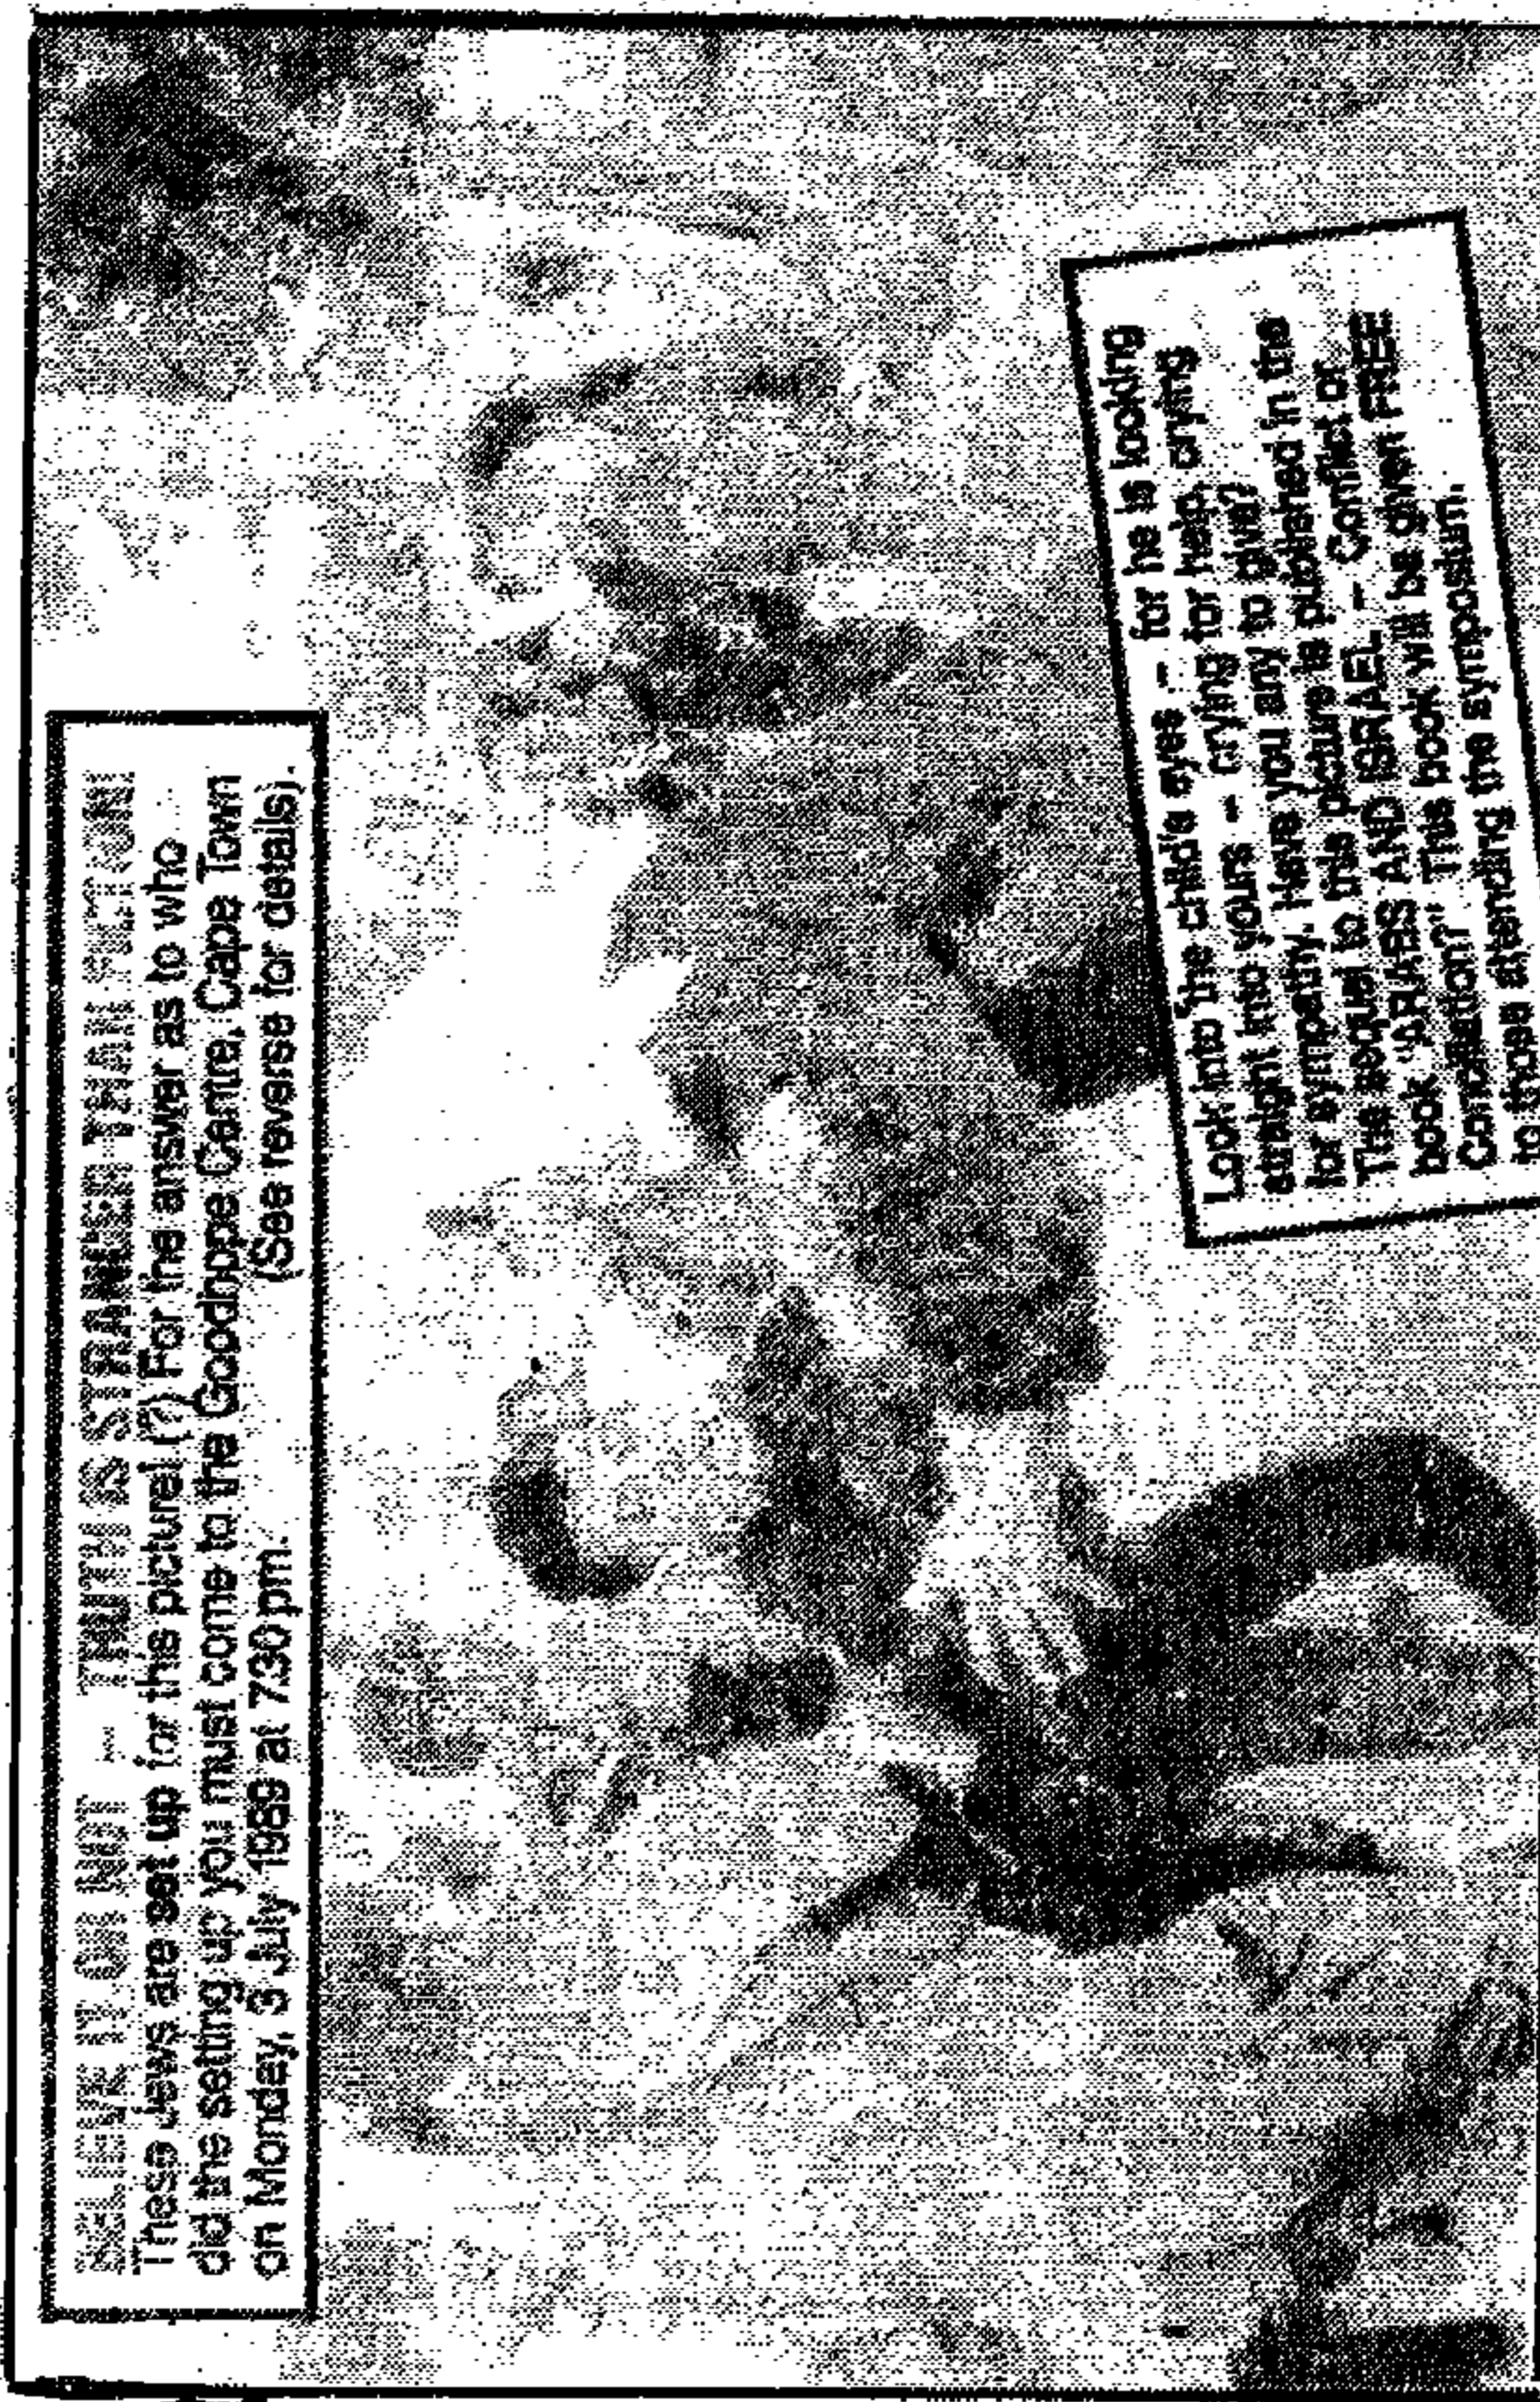 BELIEVE IT OR NOT - TRUTH IS STRANGER THAN FICTION
These Jews are set up for this picture! (?) For the answer as to who
did the setting up you must come to the Goodhope Centre, Cape Town
on Monday, 3 July 1989 at 730 pm. (See reverse for details).
Look into the child's eyes - for he is looking
straight into yours - crying for help crying
for sympathy. Have you any to give?
The sequel to this picture is published in the
book "ARABS AND ISRAEL - Conflict or
Conciliation?" This book will be given FREE
to those attending the symposium.